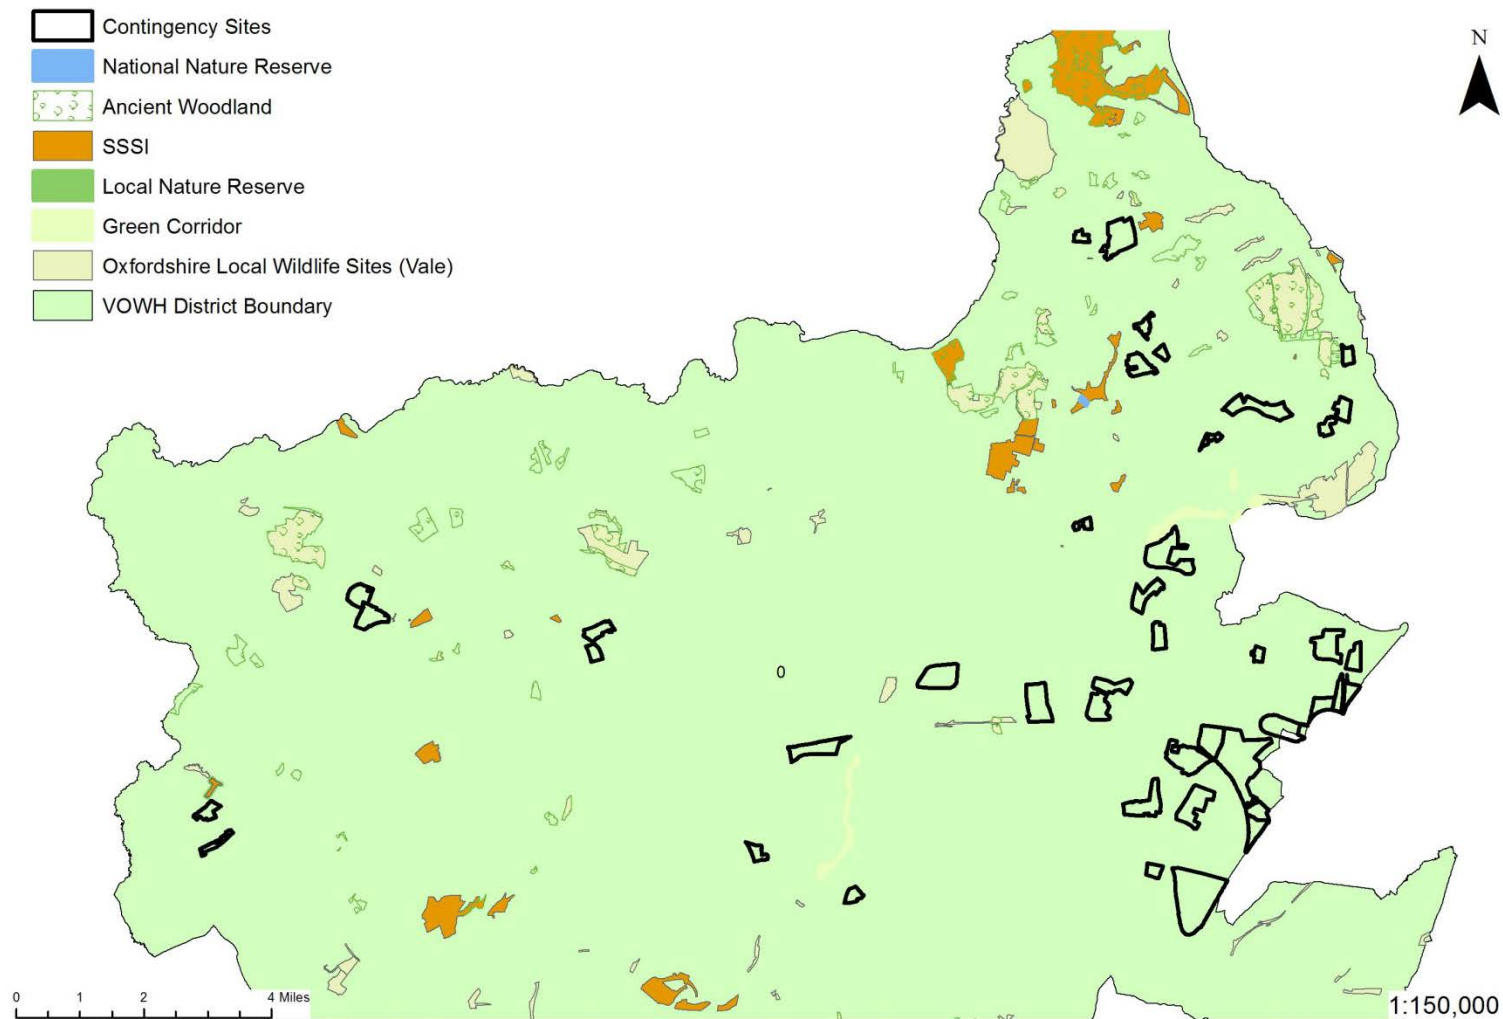 Contingency Sites
National Nature Reserve
Ancient Woodland
SSSI
Local Nature Reserve
Green Corridor
Oxfordshire Local Wildlife Sites (Vale)
VOWH District Boundary
N
0
0 1 2 4 Miles
1:150,000